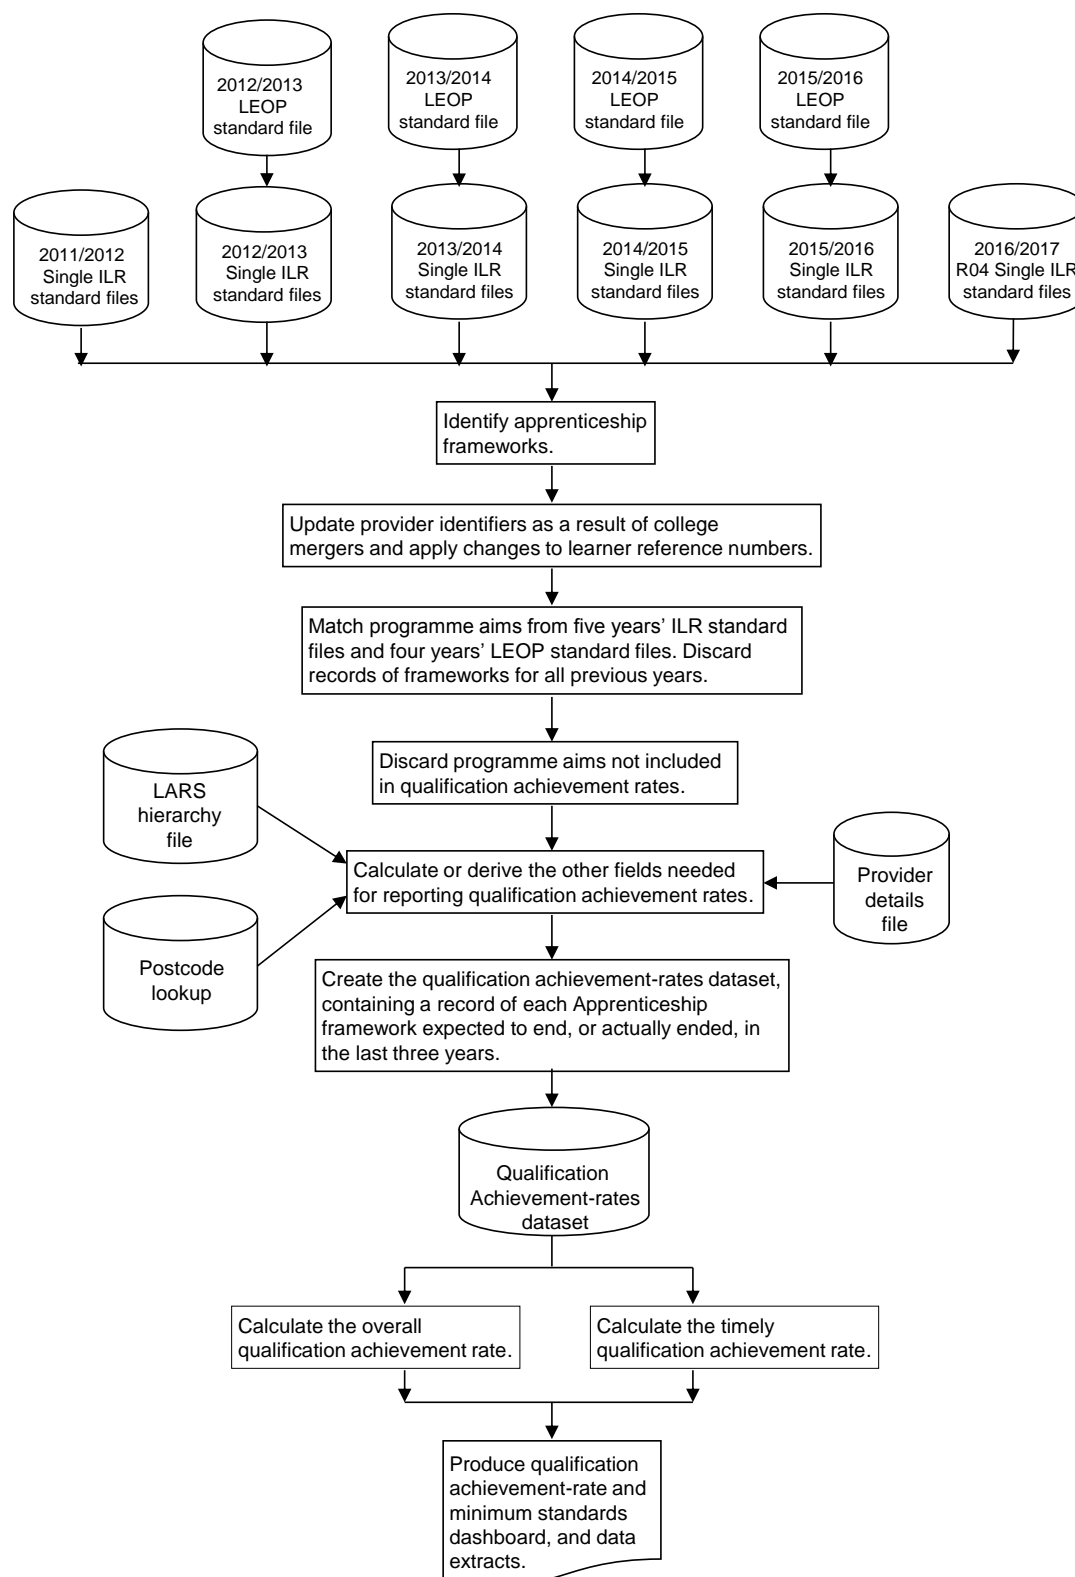 2012/2013
LEOP
standard file
2013/2014
LEOP
standard file
2014/2015
LEOP
standard file
2015/2016
LEOP
standard file
2011/2012
Single ILR
standard files
2012/2013
Single ILR
standard files
2013/2014
Single ILR
standard files
2014/2015
Single ILR
standard files
2015/2016
Single ILR
standard files
2016/2017
R04 Single ILR
standard files
Identify apprenticeship
frameworks.
Update provider identifiers as a result of college
mergers and apply changes to learner reference numbers.
Match programme aims from five years’ ILR standard
files and four years’ LEOP standard files. Discard
records of frameworks for all previous years.
Discard programme aims not included
in qualification achievement rates.
LARS
hierarchy
file
Calculate or derive the other fields needed
for reporting qualification achievement rates.
Provider
details
file
Postcode
lookup
Create the qualification achievement-rates dataset,
containing a record of each Apprenticeship
framework expected to end, or actually ended, in
the last three years.
Qualification
Achievement-rates
dataset
Calculate the overall
qualification achievement rate.
Calculate the timely
qualification achievement rate.
Produce qualification
achievement-rate and
minimum standards
dashboard, and data
extracts.